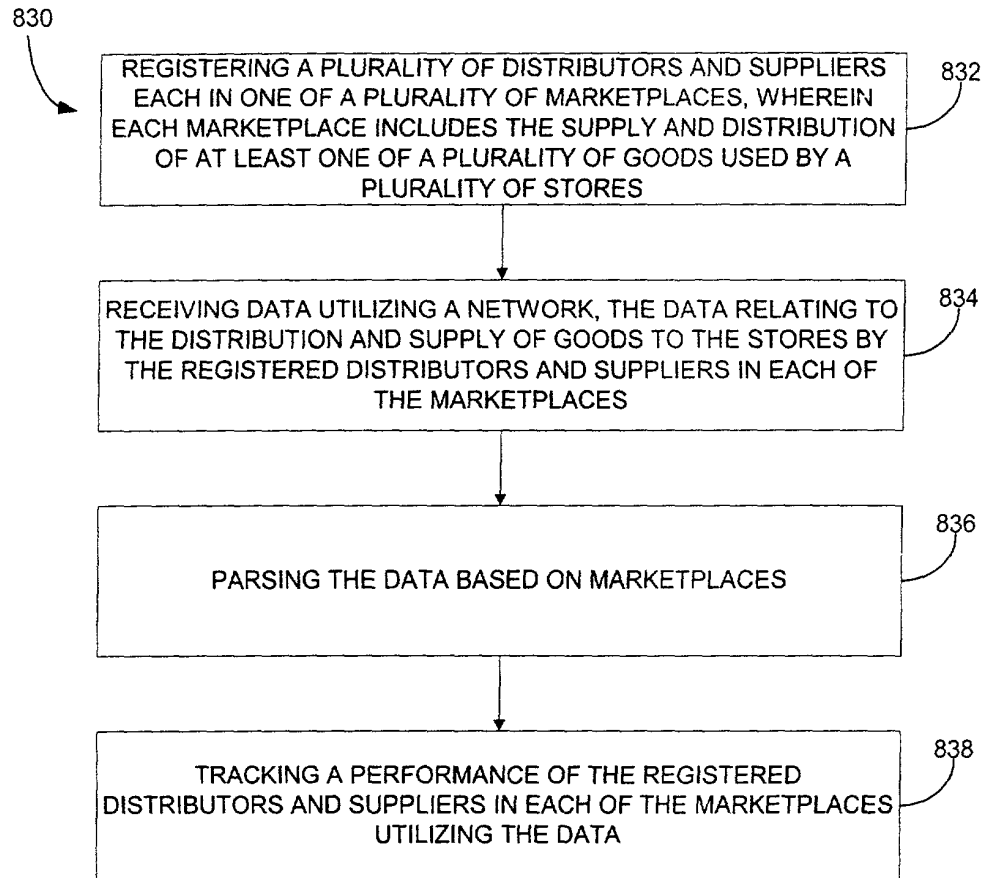 830
REGISTERING A PLURALITY OF DISTRIBUTORS AND SUPPLIERS
EACH IN ONE OF A PLURALITY OF MARKETPLACES, WHEREIN
EACH MARKETPLACE INCLUDES THE SUPPLY AND DISTRIBUTION
OF AT LEAST ONE OF A PLURALITY OF GOODS USED BY A
PLURALITY OF STORES
832
RECEIVING DATA UTILIZING A NETWORK, THE DATA RELATING TO
THE DISTRIBUTION AND SUPPLY OF GOODS TO THE STORES BY
THE REGISTERED DISTRIBUTORS AND SUPPLIERS IN EACH OF
THE MARKETPLACES
834
PARSING THE DATA BASED ON MARKETPLACES
836
TRACKING A PERFORMANCE OF THE REGISTERED
DISTRIBUTORS AND SUPPLIERS IN EACH OF THE MARKETPLACES
UTILIZING THE DATA
838